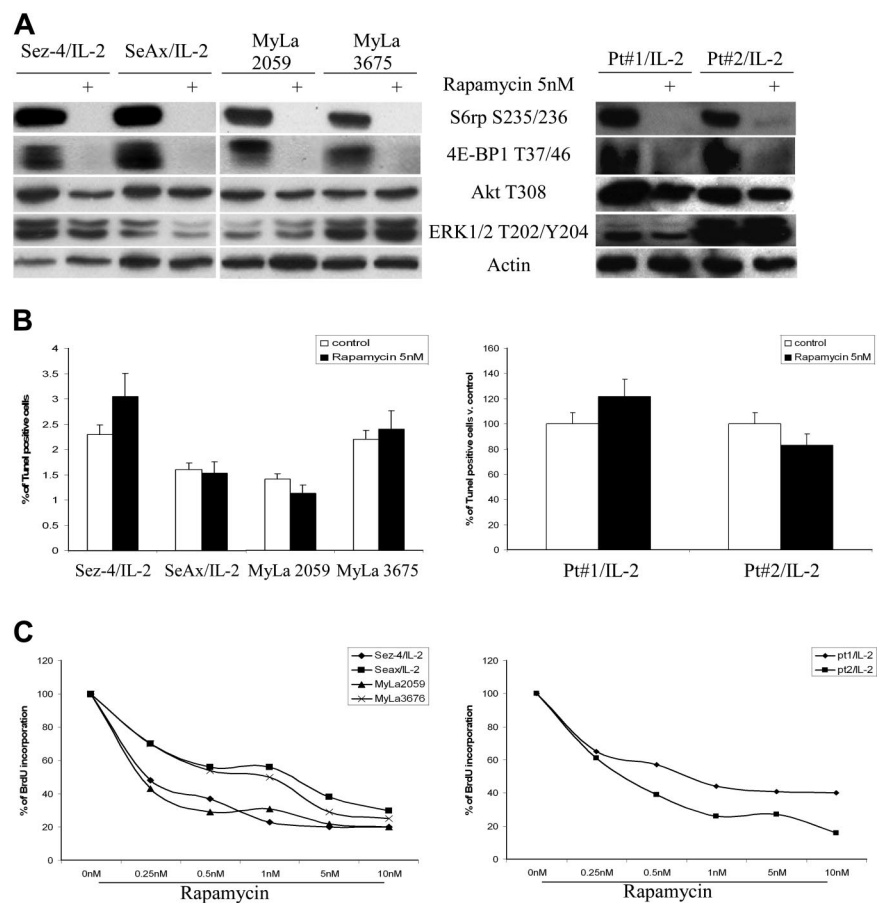 A
Sez-4/IL-2 SeAx/IL-2 MyLa 2059 MyLa 3675 Pt#1/IL-2 Pt#2/IL-2
+ + + + Rapamycin 5nM + +
S6rp S235/236
4E-BP1 T37/46
Akt T308
ERK1/2 T202/Y204
Actin
B
control
Rapamycin 5nM
% of Tunel positive cells
4
3.5
3
2.5
2
1.5
1
0.5
0
Sez-4/IL-2 SeAx/IL-2 MyLa 2059 MyLa 3675
control
Rapamycin 5nM
% of Tunel positive cells v. control
160
140
120
100
80
60
40
20
0
Pt#1/IL-2 Pt#2/IL-2
C
Sez-4/IL-2
Seax/IL-2
MyLa2059
MyLa3676
% of BrdU incorporation
120
100
80
60
40
20
0
0nM 0.25nM 0.5nM 1nM 5nM 10nM
Rapamycin
pt1/IL-2
pt2/IL-2
% of BrdU incorporation
120
100
80
60
40
20
0
0nM 0.25nM 0.5nM 1nM 5nM 10nM
Rapamycin